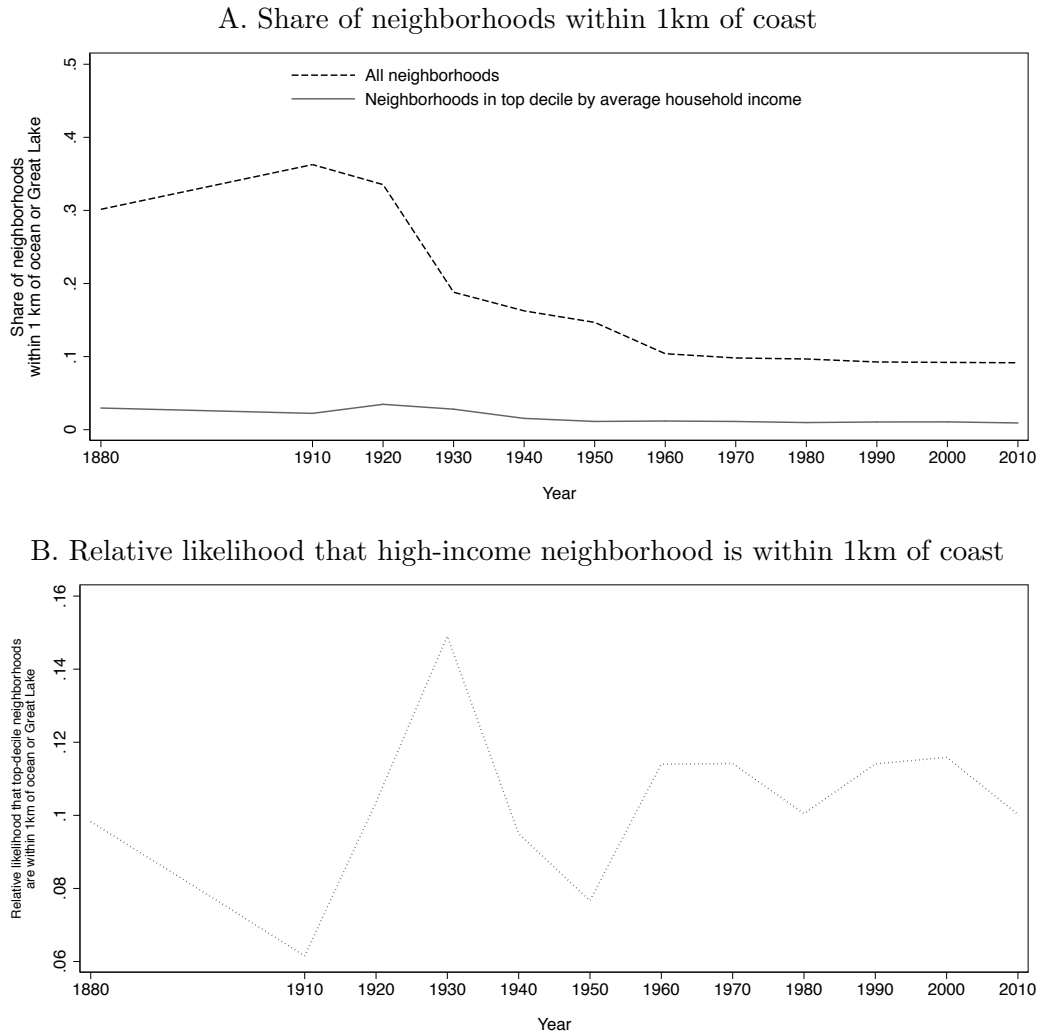 A. Share of neighborhoods within 1km of coast
Share of neighborhoods
within 1 km of ocean or Great Lake
.5
.4
.3
.2
.1
0
All neighborhoods
Neighborhoods in top decile by average household income
1880 1910 1920 1930 1940 1950 1960 1970 1980 1990 2000 2010
Year
B. Relative likelihood that high-income neighborhood is within 1km of coast
Relative likelihood that top-decile neighborhoods
are within 1km of ocean or Great Lake
.16
.14
.12
.1
.08
.06
1880 1910 1920 1930 1940 1950 1960 1970 1980 1990 2000 2010
Year